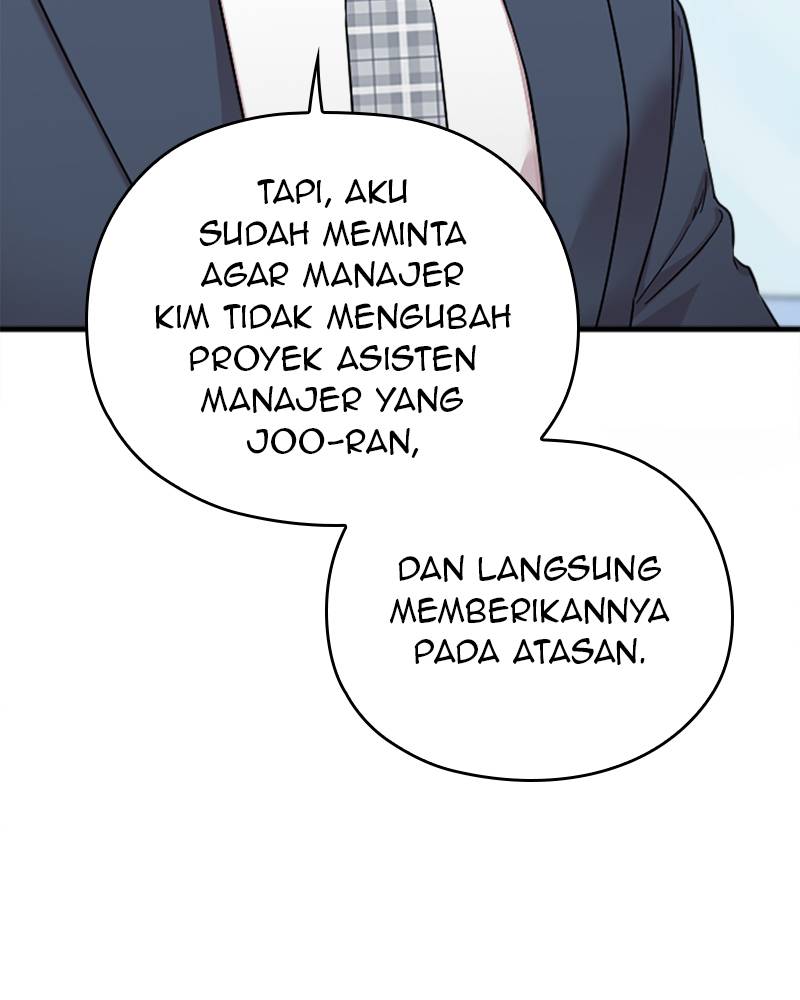 TAPI, AKU
SUDAH MEMINTA
AGAR MANAJER
KIM TIDAK MENGUBAH
PROYEK ASISTEN
MANAJER YANG
JOO-RAN,
DAN LANGSUNG
MEMBERIKANNYA
PADA ATASAN.